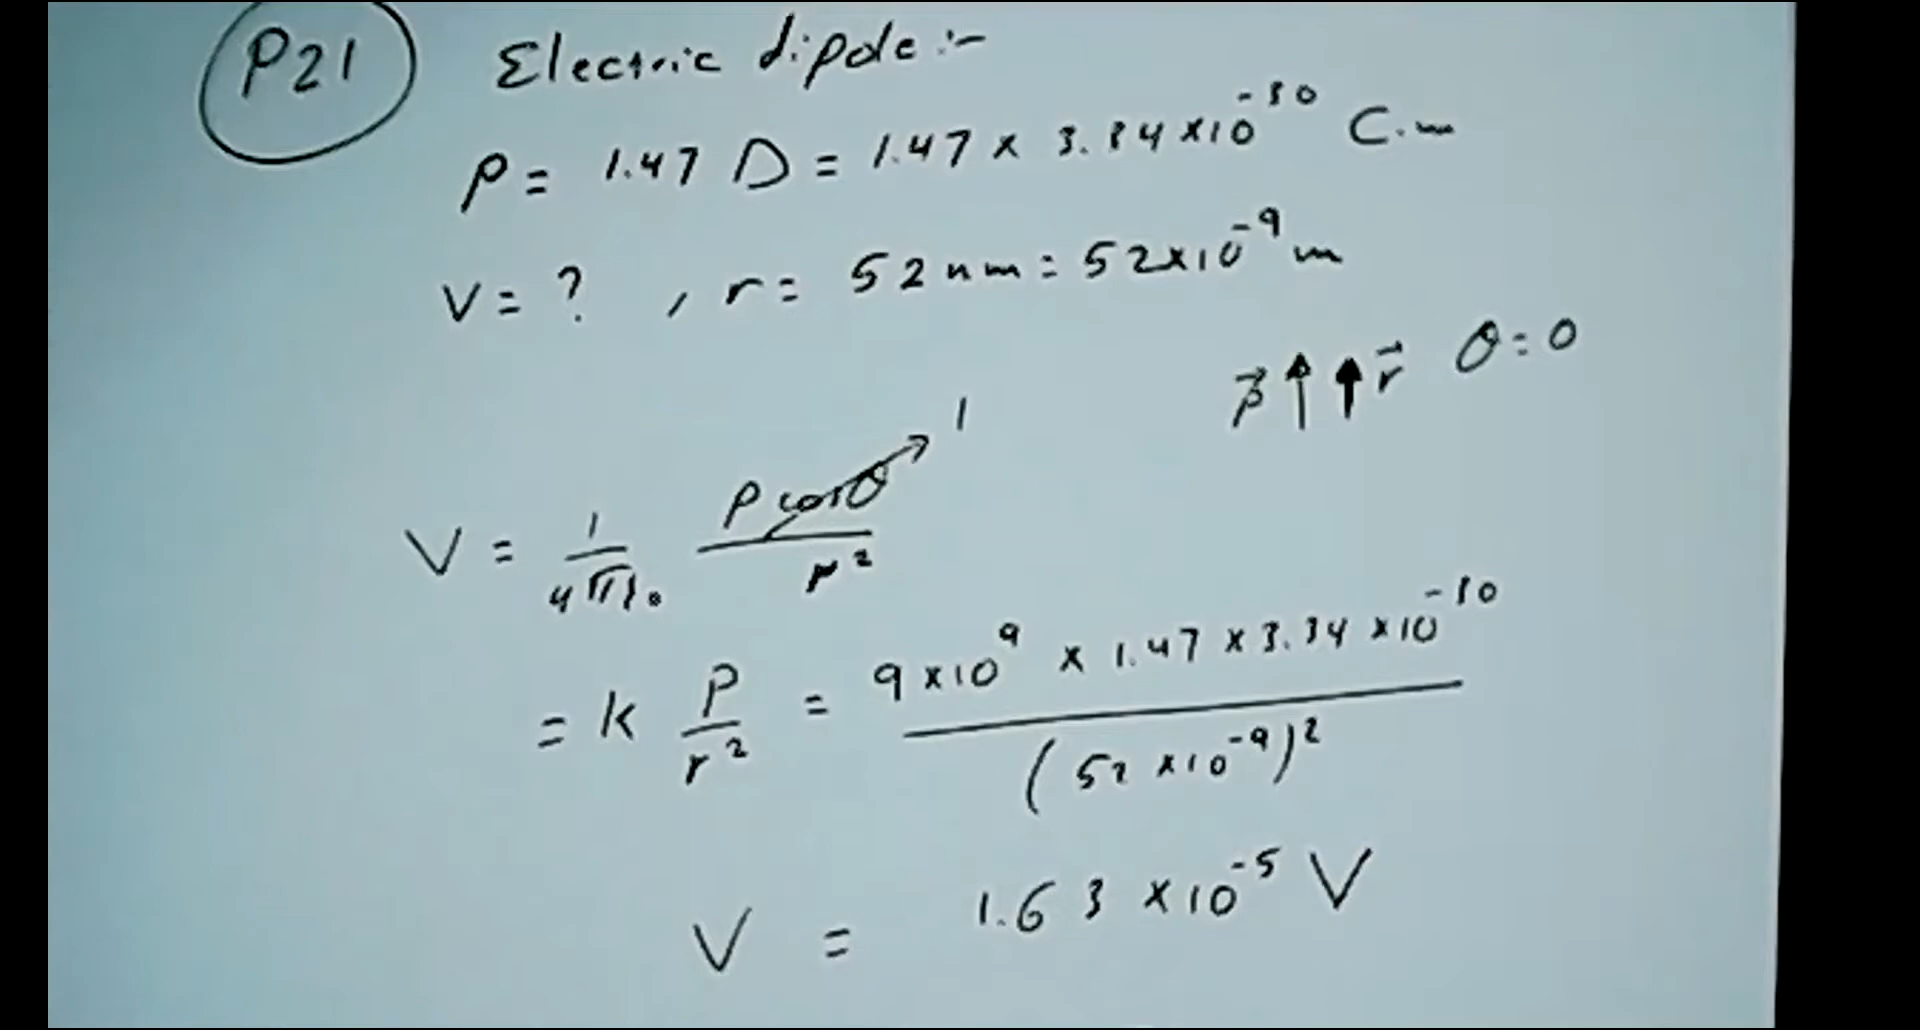 P21 Electric dipole :-
P = 1.47 D = 1.47 × 3.34 × 10⁻³⁰ C.m
V = ? , r = 52 nm = 52×10⁻⁹ m
p⃗ ↑ ↑ r⃗ θ = 0
V = 1/4πε₀ P cosθ/r² → 1
= k P/r² = 9×10⁹ × 1.47 × 3.34 × 10⁻³⁰ / (52 ×10⁻⁹)²
V = 1.63 × 10⁻⁵ V